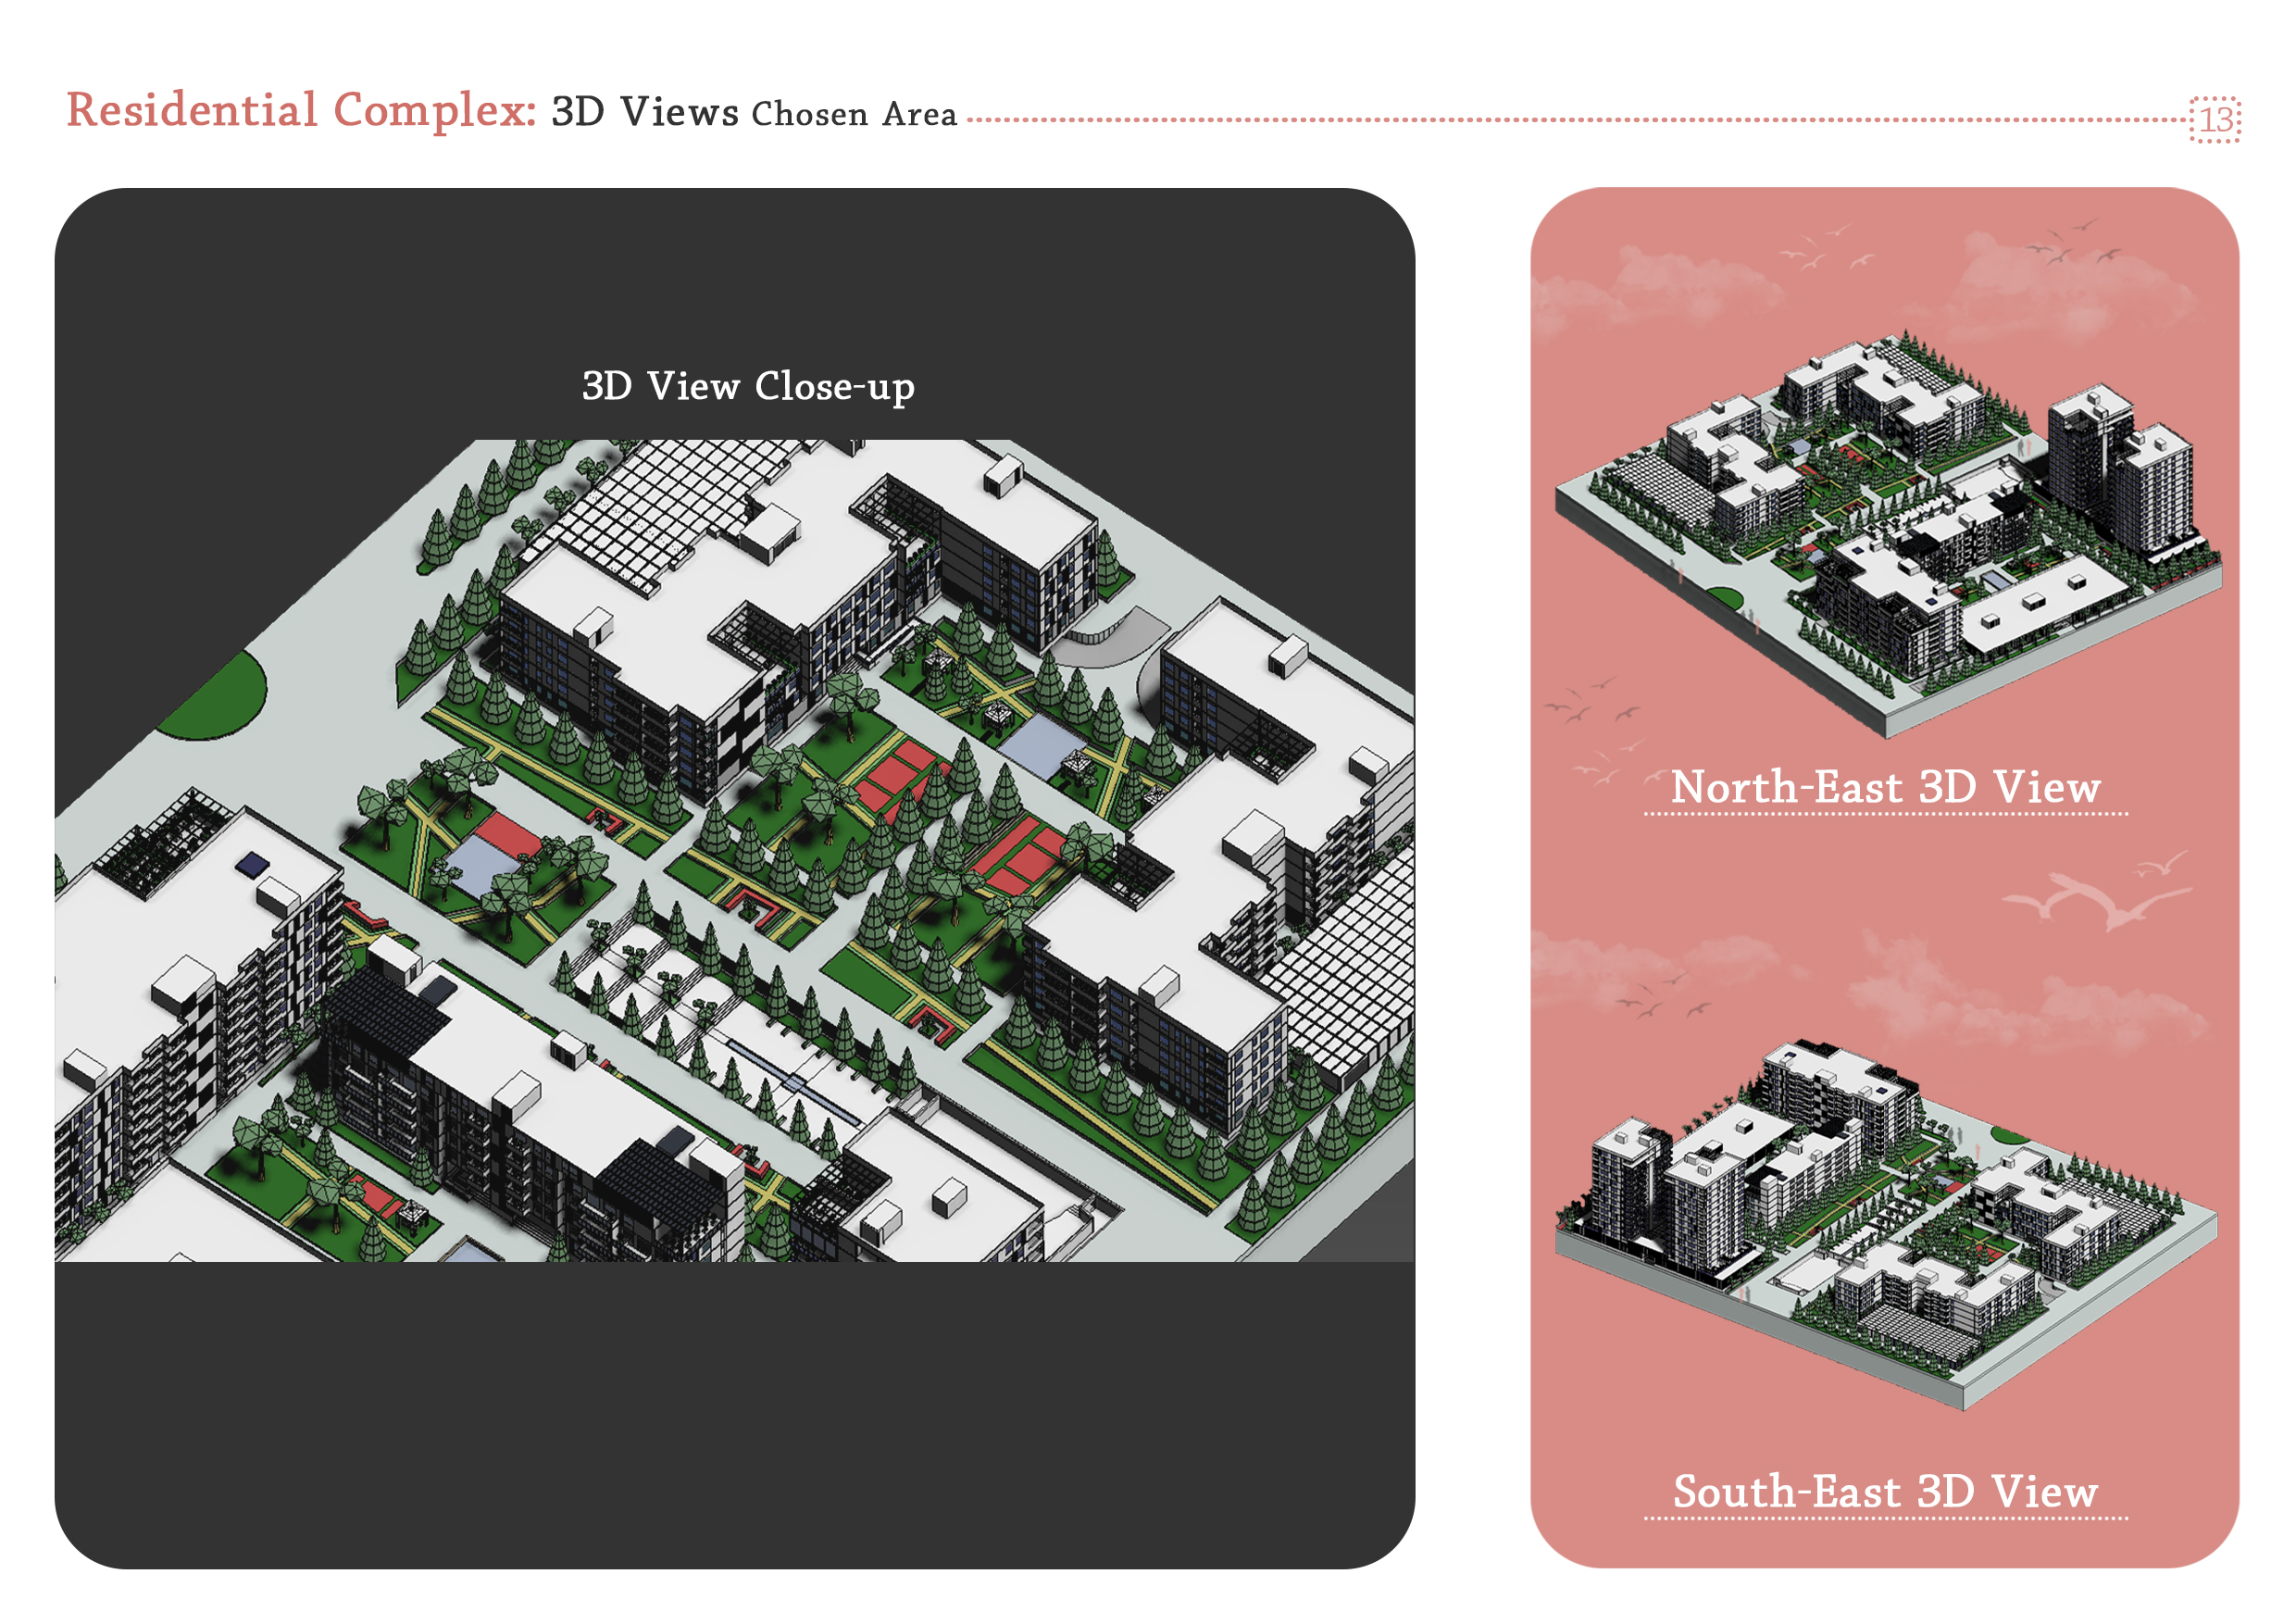 Residential Complex: 3D Views Chosen Area
13
3D View Close-up
North-East 3D View
South-East 3D View